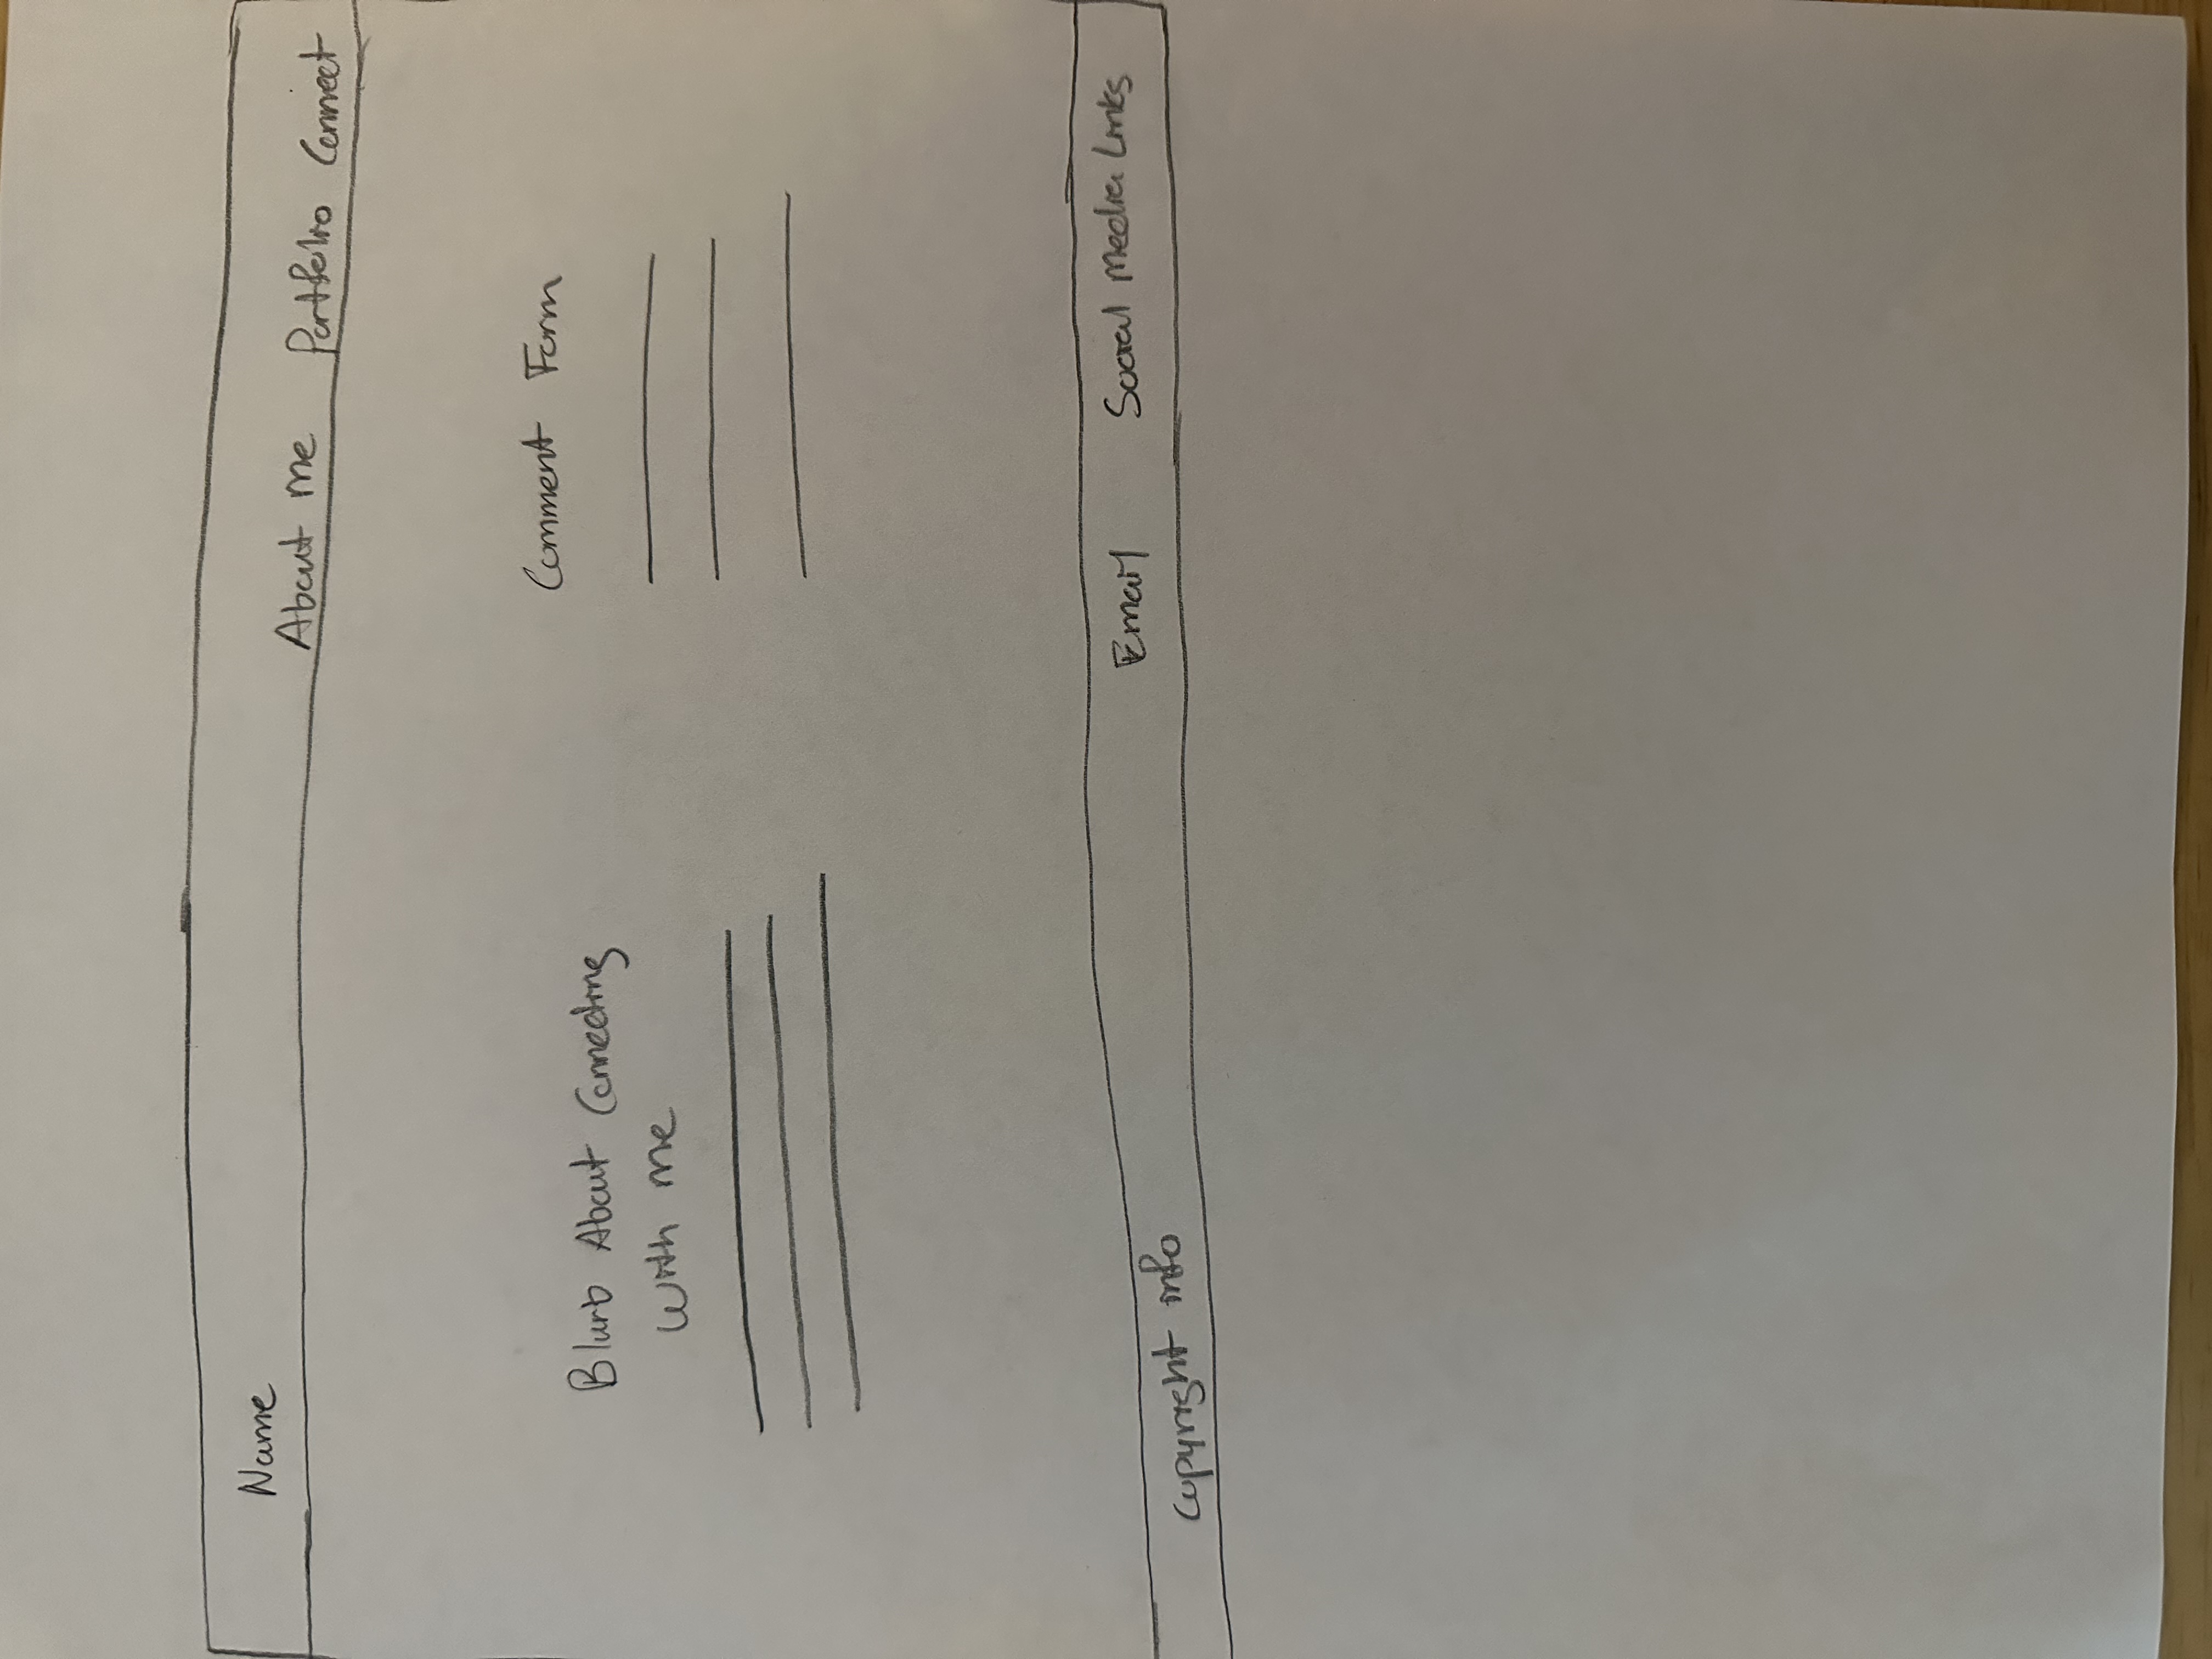 Name
About Me Portfolio Connect
Comment Form
Blurb About Connecting
With me
Copyright info
Email Social Media Links